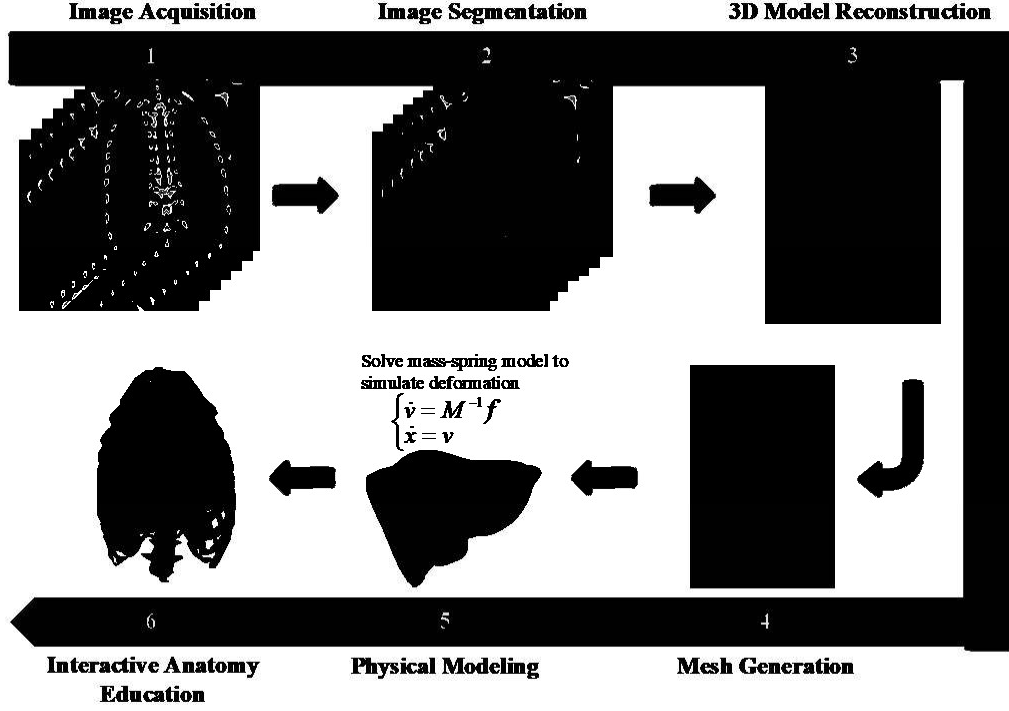 Image Acquisition
Image Segmentation
3D Model Reconstruction
1
2
3
Solve mass-spring model to
simulate deformation
v̇ = M⁻¹f
ẋ = v
6
5
4
Interactive Anatomy
Education
Physical Modeling
Mesh Generation